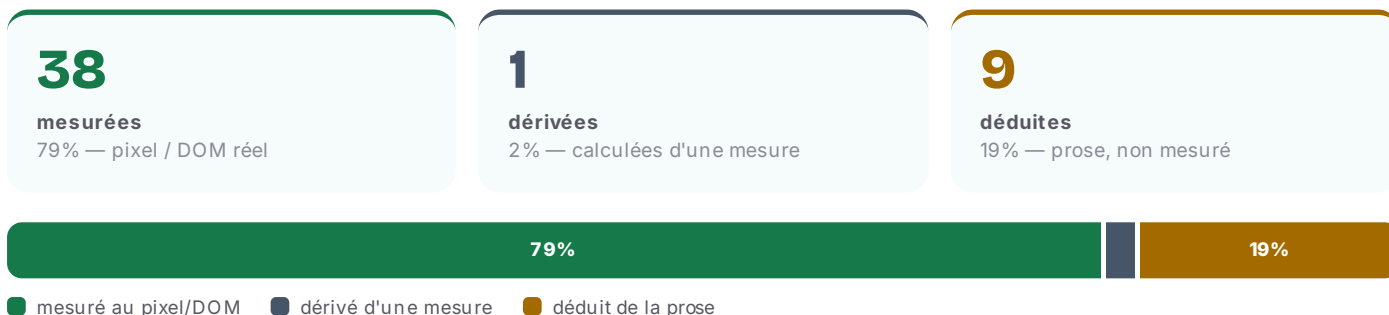 38
mesurées
79% — pixel / DOM réel
1
dérivées
2% — calculées d'une mesure
9
déduites
19% — prose, non mesuré
79%
19%
mesuré au pixel/DOM
dérivé d'une mesure
déduit de la prose